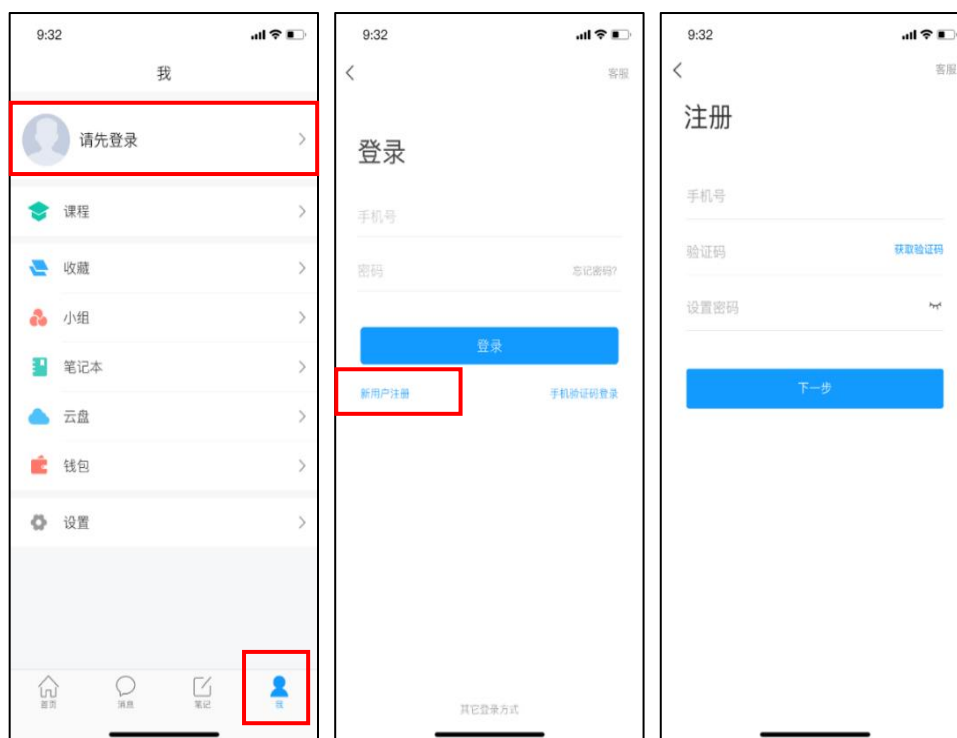 9:32
我
请先登录
课程
收藏
小组
笔记本
云盘
钱包
设置
首页
消息
笔记
我
9:32
客服
登录
手机号
密码
忘记密码?
登录
新用户注册
手机验证码登录
其它登录方式
9:32
客服
注册
手机号
验证码
获取验证码
设置密码
下一步